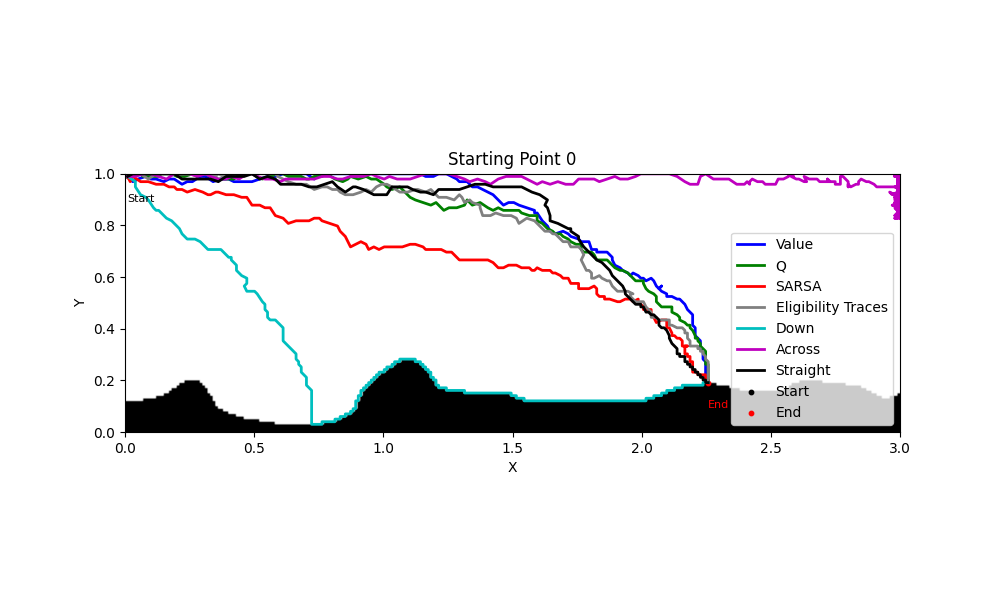 Starting Point 0
1.0
0.8
0.6
0.4
0.2
0.0
Y
Start
Value
Q
SARSA
Eligibility Traces
Down
Across
Straight
Start
End
End
0.0 0.5 1.0 1.5 2.0 2.5 3.0
X